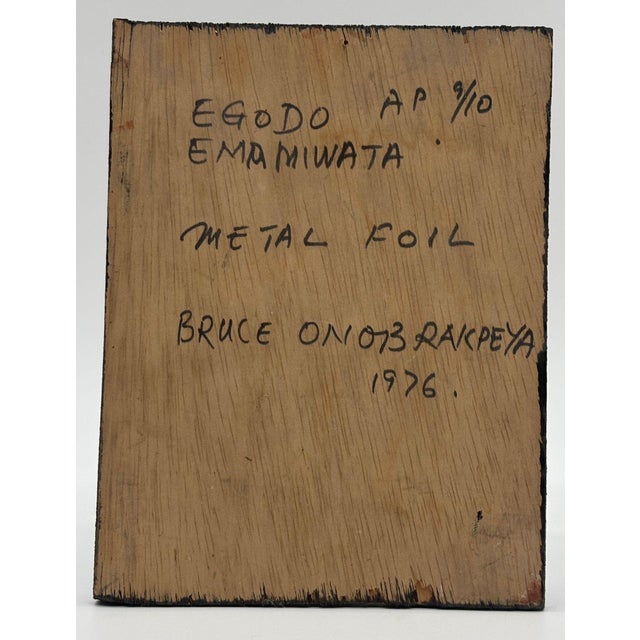 EGODO AP 9/10
EMAMIWATA
METAL FOIL
BRUCE ONOBRAKPEYA
1976.